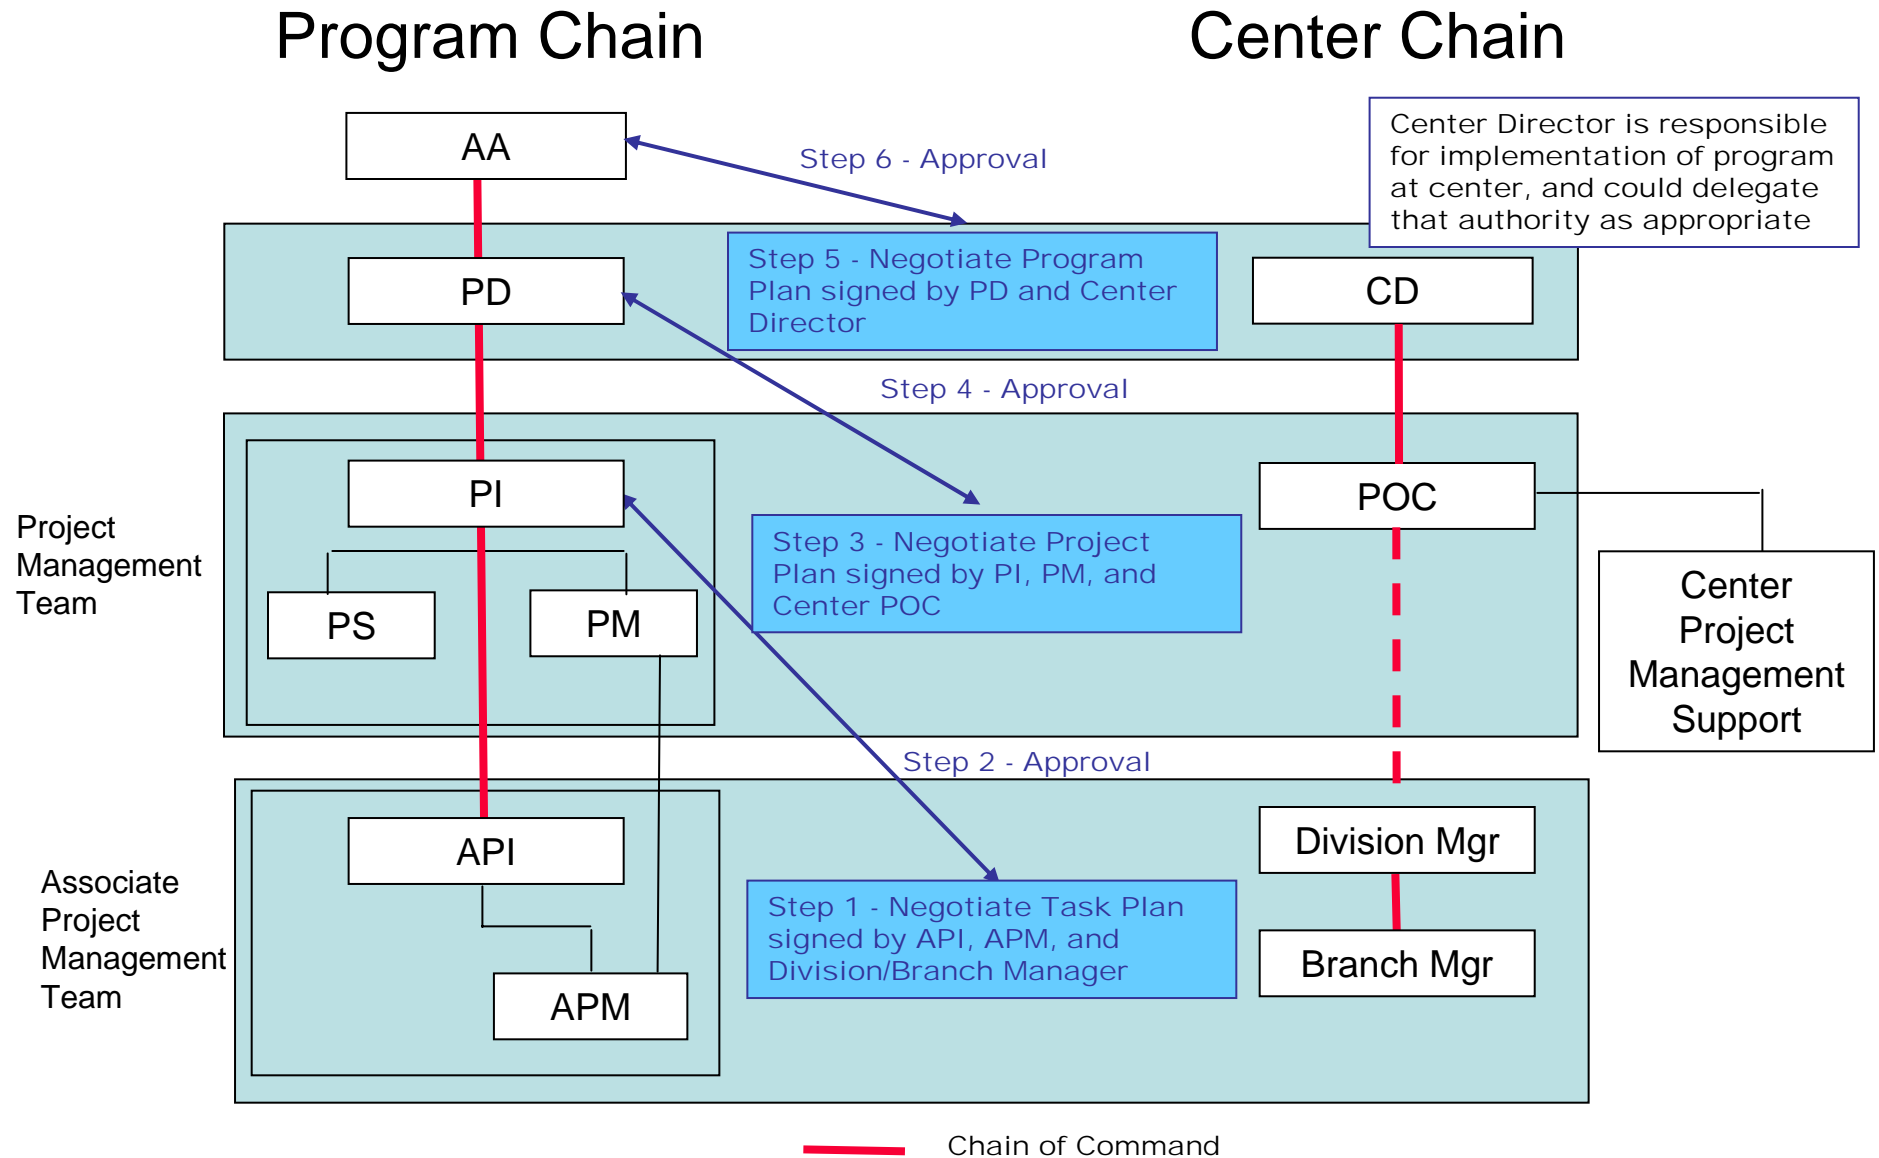 Program Chain
Center Chain
AA
Step 6 - Approval
Center Director is responsible
for implementation of program
at center, and could delegate
that authority as appropriate
PD
Step 5 - Negotiate Program
Plan signed by PD and Center
Director
CD
Step 4 - Approval
Project
Management
Team
PI
PS
PM
Step 3 - Negotiate Project
Plan signed by PI, PM, and
Center POC
POC
Center
Project
Management
Support
Step 2 - Approval
Associate
Project
Management
Team
API
APM
Step 1 - Negotiate Task Plan
signed by API, APM, and
Division/Branch Manager
Division Mgr
Branch Mgr
Chain of Command